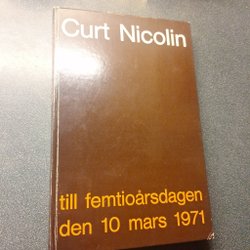 Curt Nicolin
till femtioårsdagen
den 10 mars 1971